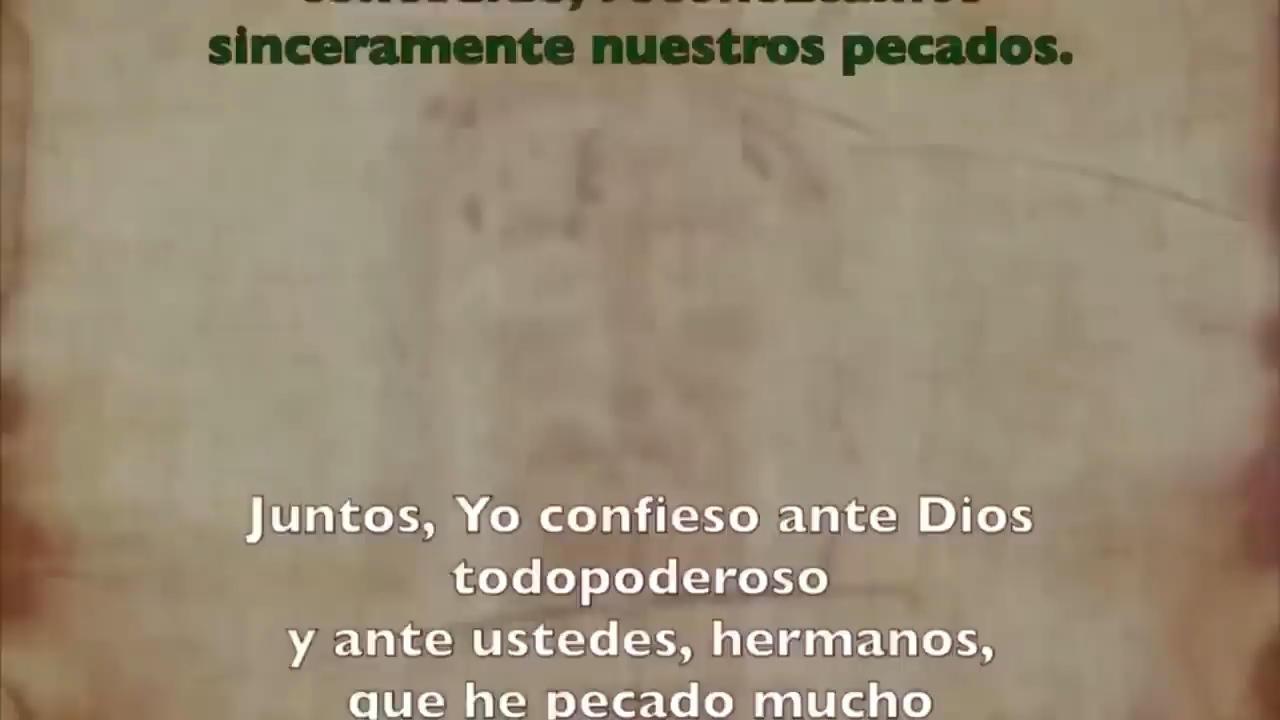 sinceramente nuestros pecados.
Juntos, Yo confieso ante Dios
todopoderoso
y ante ustedes, hermanos,
que he pecado mucho